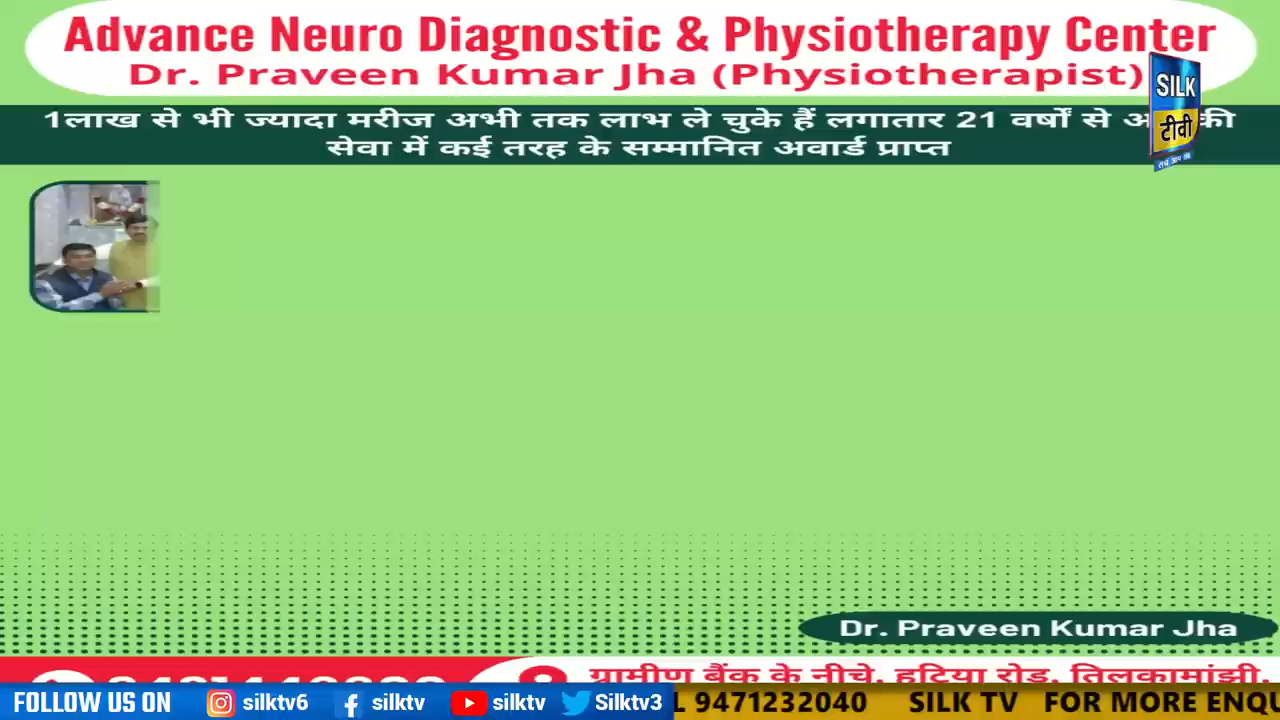 Advance Neuro Diagnostic & Physiotherapy Center
Dr. Praveen Kumar Jha (Physiotherapist)
1लाख से भी ज्यादा मरीज अभी तक लाभ ले चुके हैं लगातार 21 वर्षों से
सेवा में कई तरह के सम्मानित अवार्ड प्राप्त
SILK
टीवी
Dr. Praveen Kumar Jha
ग्रामीण बैंक के नीचे, हटिया रोड, तिलकामांझी,
FOLLOW US ON silktv6 silktv silktv Silktv3 L 9471232040 SILK TV FOR MORE ENQU